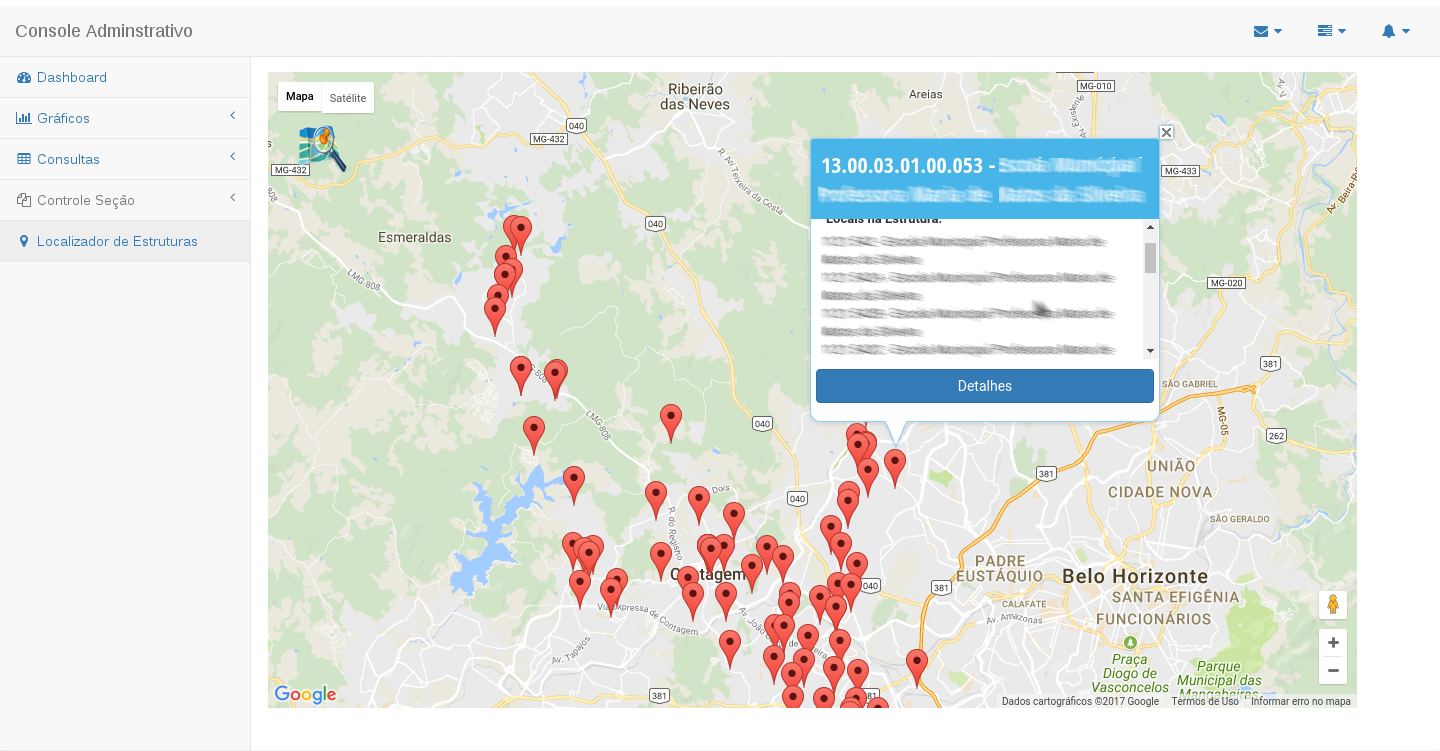 Console Adminstrativo
Dashboard
Gráficos
Consultas
Controle Seção
Localizador de Estruturas
Mapa
Satélite
Ribeirão
das Neves
Areias
MG-010
040
MG-432
MG-432
R. Ari Teixeira da Costa
MG-433
Av. Beira-Rio
13.00.03.01.00.053 -
Locais na Estrutura:
Detalhes
Esmeraldas
040
LMG-808
MG-020
381
SÃO GABRIEL
MG-05
LMG-808
040
262
UNIÃO
381
CIDADE NOVA
040
Dois
R. do Registro
SÃO GERALDO
PADRE
EUSTÁQUIO
Contagem
Belo Horizonte
040
381
SANTA EFIGÊNIA
CALAFATE
Via Expressa de Contagem
Av. Amazonas
FUNCIONÁRIOS
Av. Tapajós
Praça
Diogo de
Vasconcelos
Parque
Municipal das
Mangabeiras
381
381
Google
Dados cartográficos ©2017 Google
Termos de Uso
Informar erro no mapa